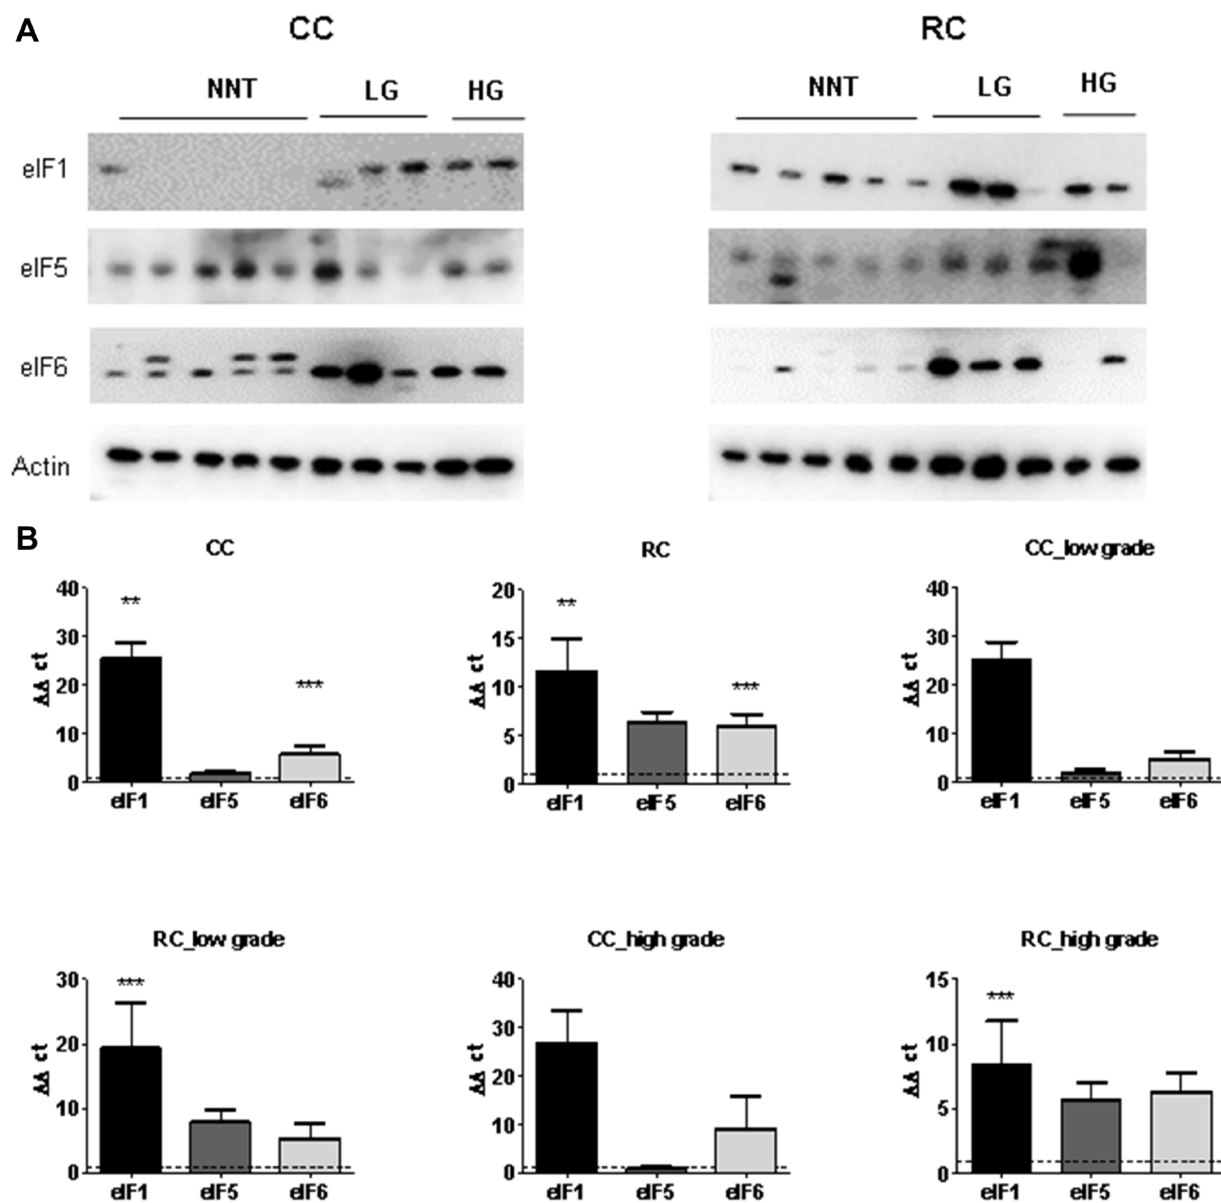 A
CC
RC
NNT
LG
HG
NNT
LG
HG
eIF1
eIF5
eIF6
Actin
B
CC
40
30
20
10
0
ΔΔ ct
**
***
eIF1
eIF5
eIF6
RC
20
15
10
5
0
ΔΔ ct
**
***
eIF1
eIF5
eIF6
CC_low grade
40
30
20
10
0
ΔΔ ct
eIF1
eIF5
eIF6
RC_low grade
30
20
10
0
ΔΔ ct
***
eIF1
eIF5
eIF6
CC_high grade
40
30
20
10
0
ΔΔ ct
eIF1
eIF5
eIF6
RC_high grade
15
10
5
0
ΔΔ ct
***
eIF1
eIF5
eIF6